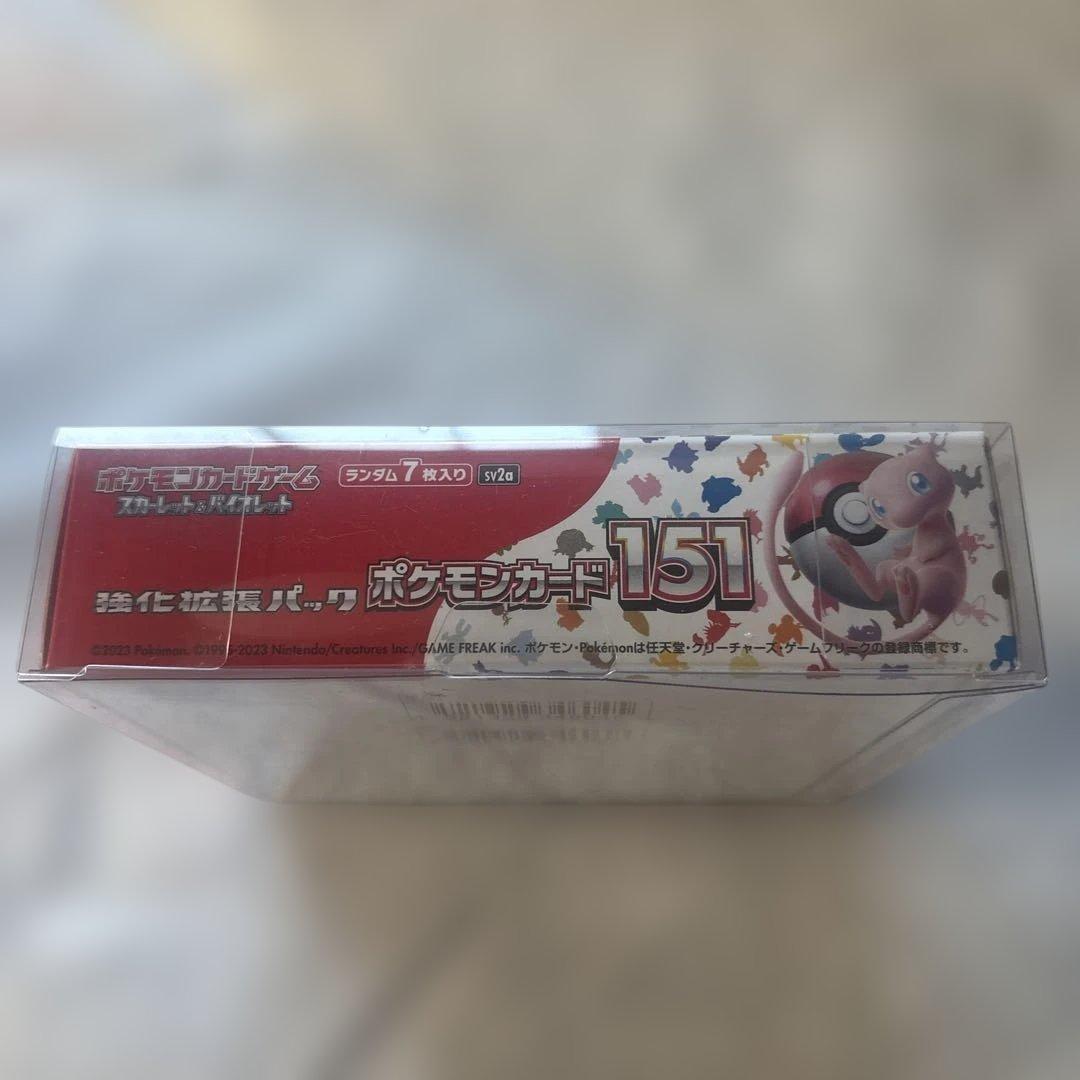 ポケモンカードゲーム
スカーレット&バイオレット
ランダム7枚入り sv2a
強化拡張パック ポケモンカード151
©2023 Pokémon. ©1995-2023 Nintendo/Creatures Inc./GAME FREAK inc. ポケモン・Pokémonは任天堂・クリーチャーズ・ゲームフリークの登録商標です。